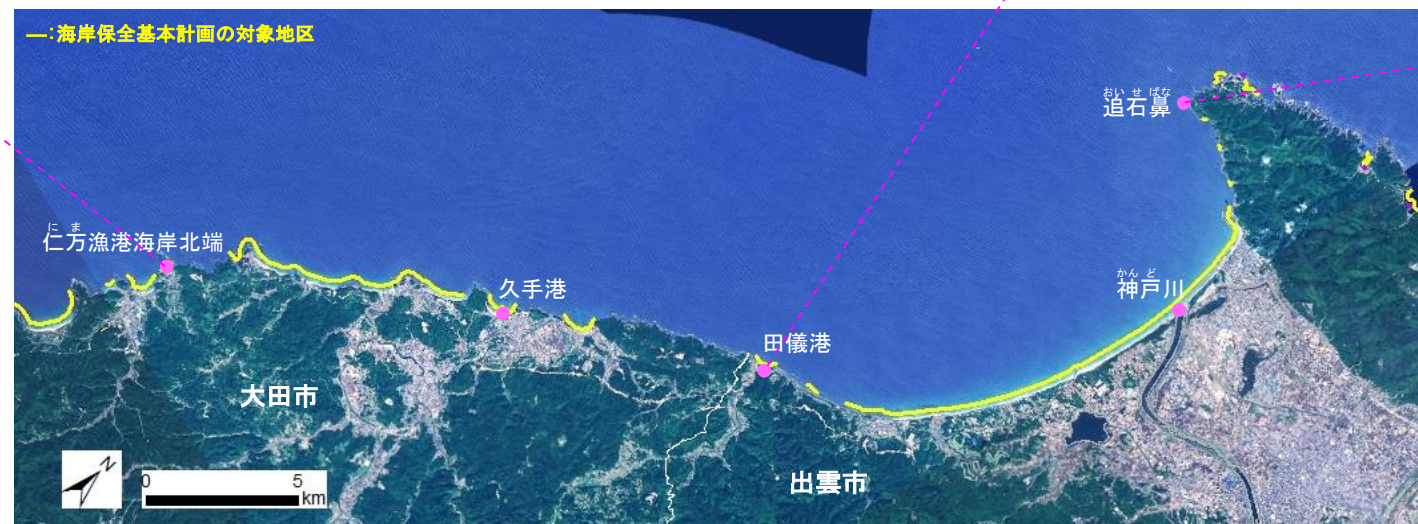 ―:海岸保全基本計画の対象地区
おいせばな
追石鼻
にま
仁万漁港海岸北端
久手港
かんど
神戸川
田儀港
大田市
出雲市
N
0 5
km